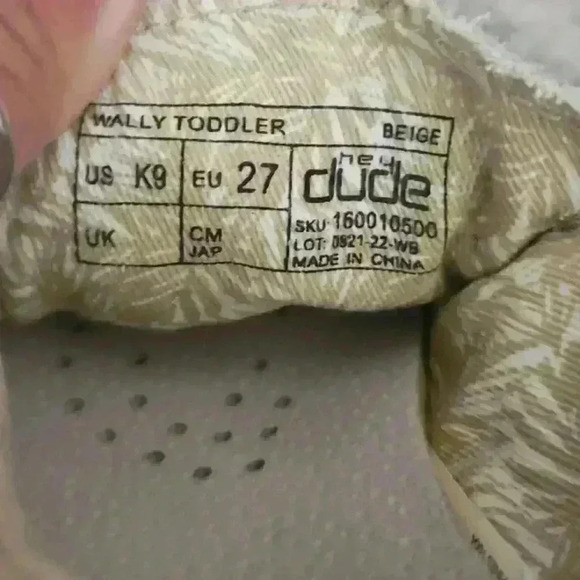 WALLY TODDLER BEIGE
US K9 EU 27
hey
dude
UK CM
JAP
SKU 160010500
LOT: 0921-22-WB
MADE IN CHINA